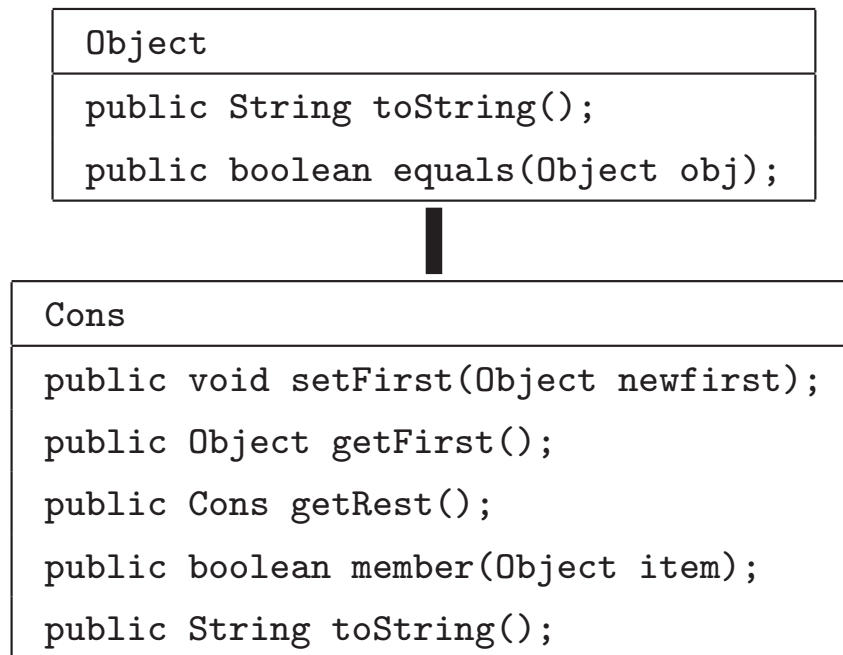 Object
public String toString();
public boolean equals(Object obj);
Cons
public void setFirst(Object newfirst);
public Object getFirst();
public Cons getRest();
public boolean member(Object item);
public String toString();